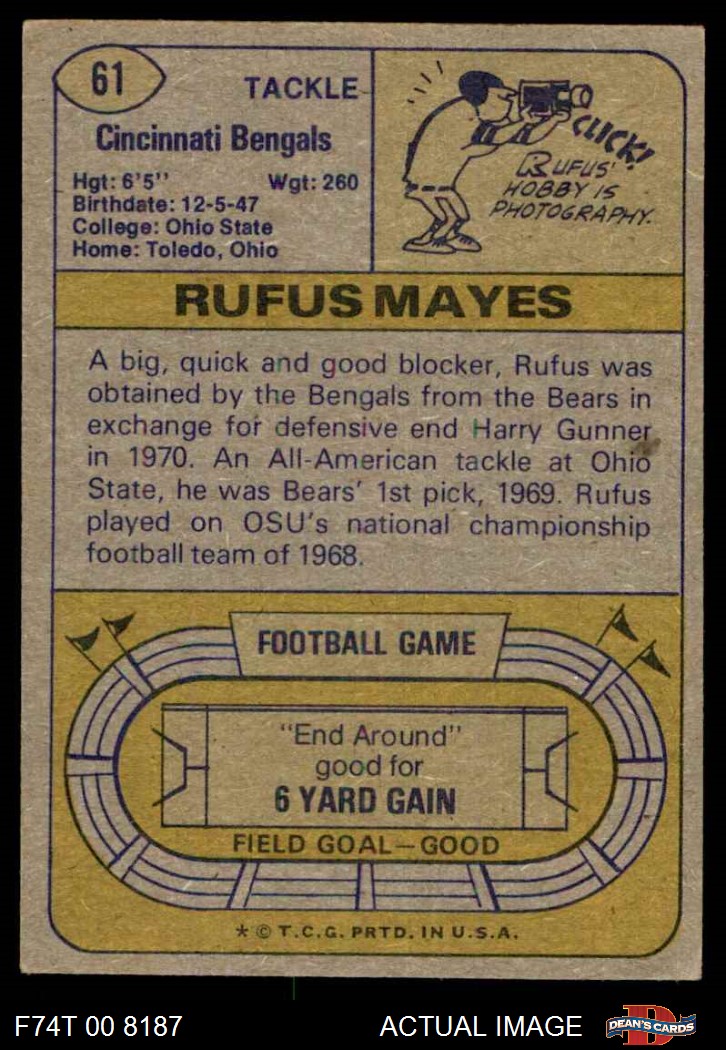 61
TACKLE
Cincinnati Bengals
Hgt: 6'5" Wgt: 260
Birthdate: 12-5-47
College: Ohio State
Home: Toledo, Ohio
CLICK!
RUFUS'
HOBBY IS
PHOTOGRAPHY.
RUFUS MAYES
A big, quick and good blocker, Rufus was
obtained by the Bengals from the Bears in
exchange for defensive end Harry Gunner
in 1970. An All-American tackle at Ohio
State, he was Bears' 1st pick, 1969. Rufus
played on OSU's national championship
football team of 1968.
FOOTBALL GAME
"End Around"
good for
6 YARD GAIN
FIELD GOAL—GOOD
* © T.C.G. PRTD. IN U.S.A.
F74T 00 8187 ACTUAL IMAGE
DEAN'S CARDS